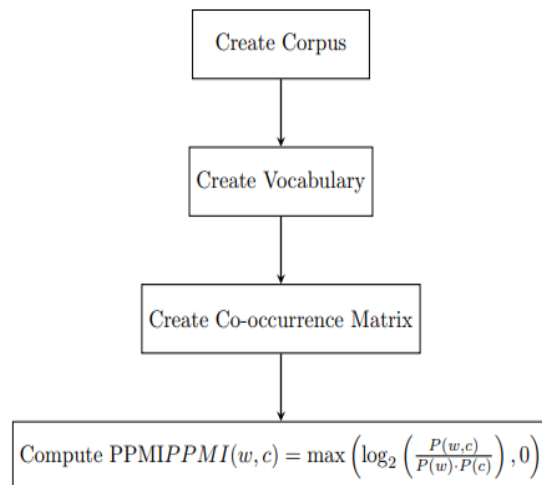 Create Corpus
Create Vocabulary
Create Co-occurrence Matrix
Compute PPMIPPMI(w, c) = max (log₂ (P(w,c) / P(w)·P(c)), 0)